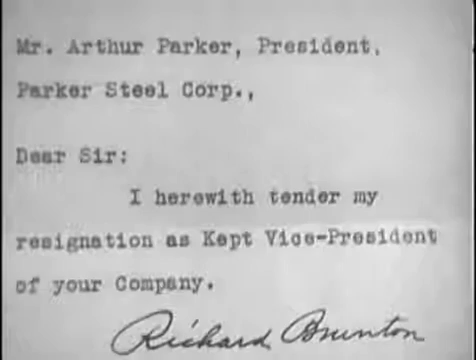 Mr. Arthur Parker, President,
Parker Steel Corp.,
Dear Sir:
I herewith tender my
resignation as Kept Vice-President
of your Company.
Richard Brunton